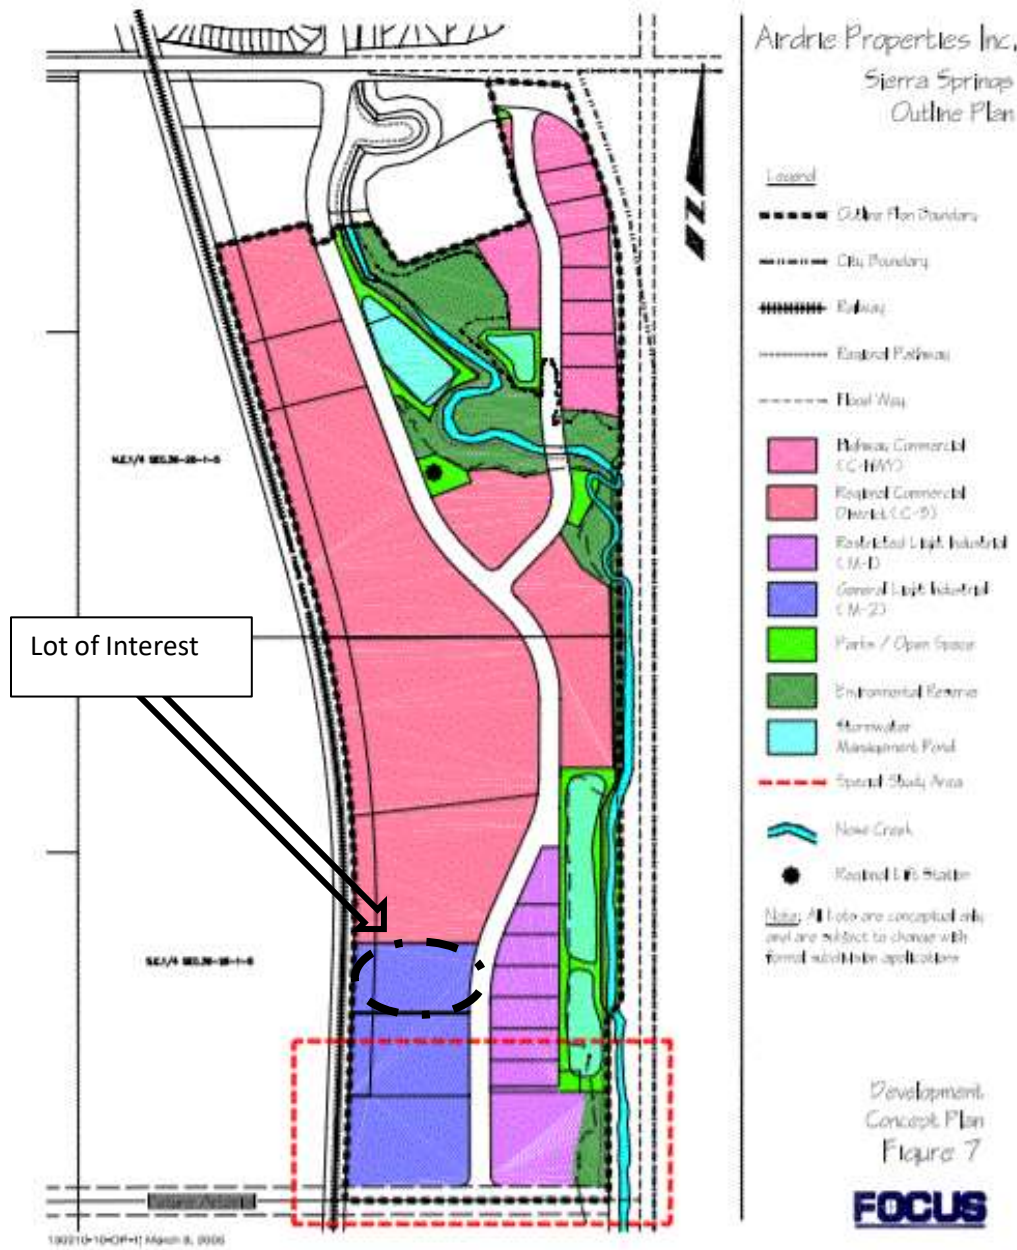 Airdrie Properties Inc.
Sierra Springs
Outline Plan
Legend
Outline Plan Boundary
City Boundary
Railway
Regional Pathway
Flood Way
Highway Commercial
Regional Commercial
District (C-3)
Restricted Light Industrial
(M-1)
General Light Industrial
(M-2)
Parks / Open Space
Environmental Reserve
Stormwater
Management Pond
Special Study Area
Nose Creek
Regional Lift Station
Note: All lots are conceptual only
and are subject to change with
formal subdivision applications
Lot of Interest
Development
Concept Plan
Figure 7
FOCUS